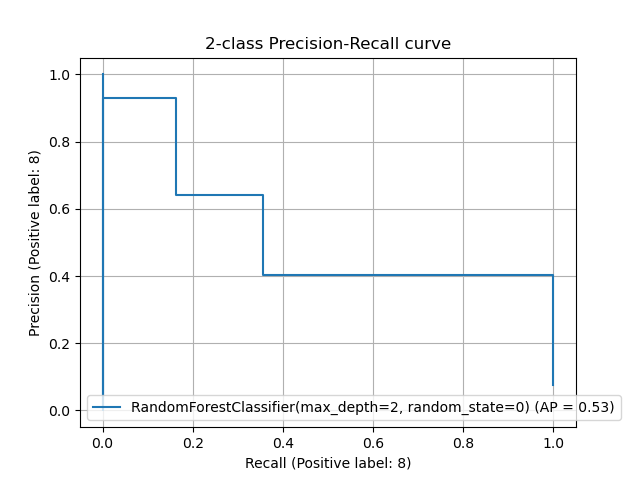 2-class Precision-Recall curve
1.0
0.8
0.6
0.4
0.2
0.0
Precision (Positive label: 8)
RandomForestClassifier(max_depth=2, random_state=0) (AP = 0.53)
0.0 0.2 0.4 0.6 0.8 1.0
Recall (Positive label: 8)